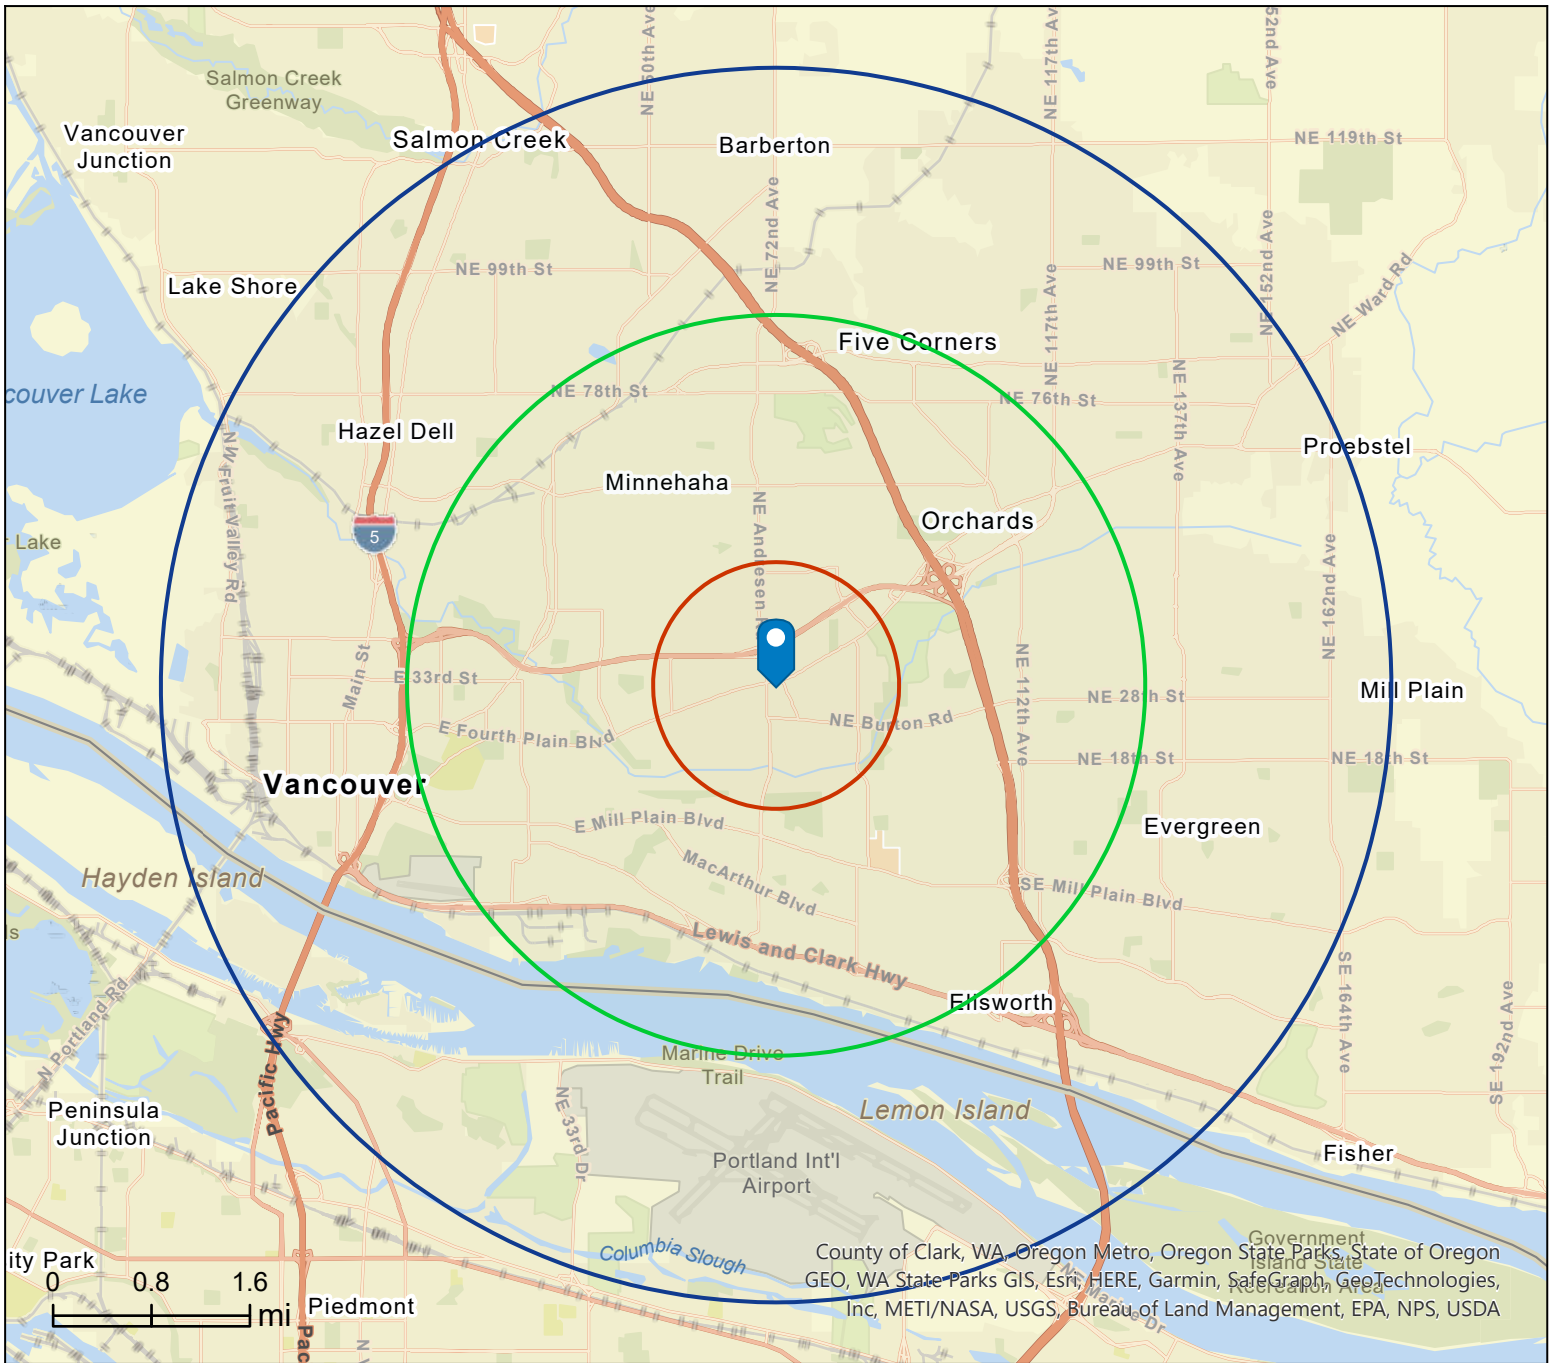 52nd Ave
NE 50th Ave
NE 117th Av
Salmon Creek
Greenway
Vancouver
Junction
Salmon Creek
Barberton
NE 119th St
NE 72nd Ave
NE 152nd Ave
NE 99th St
NE 99th St
Lake Shore
NE 117th Ave
NE Ward Rd
Five Corners
couver Lake
NE 78th St
NE 76th St
NE 137th Ave
Hazel Dell
Proebstel
NW Fruit Valley Rd
Minnehaha
NE Andresen R
Orchards
5
r Lake
NE 162nd Ave
Main St
E 33rd St
NE 112th Ave
NE 28th St
Mill Plain
NE Burton Rd
E Fourth Plain Blvd
NE 18th St
NE 18th St
Vancouver
E Mill Plain Blvd
Evergreen
MacArthur Blvd
Hayden Island
SE Mill Plain Blvd
ls
Lewis and Clark Hwy
N Portland Rd
Ellsworth
SE 164th Ave
SE 192nd Ave
Pacific Hwy
Marine Drive
Trail
Peninsula
Junction
NE 33rd Dr
Lemon Island
Portland Int'l
Airport
Fisher
ity Park
Columbia Slough
Government
Island State
Recreation Area
NE Marine Dr
0 0.8 1.6
mi
Piedmont
Pac
N
County of Clark, WA, Oregon Metro, Oregon State Parks, State of Oregon
GEO, WA State Parks GIS, Esri, HERE, Garmin, SafeGraph, GeoTechnologies,
Inc, METI/NASA, USGS, Bureau of Land Management, EPA, NPS, USDA